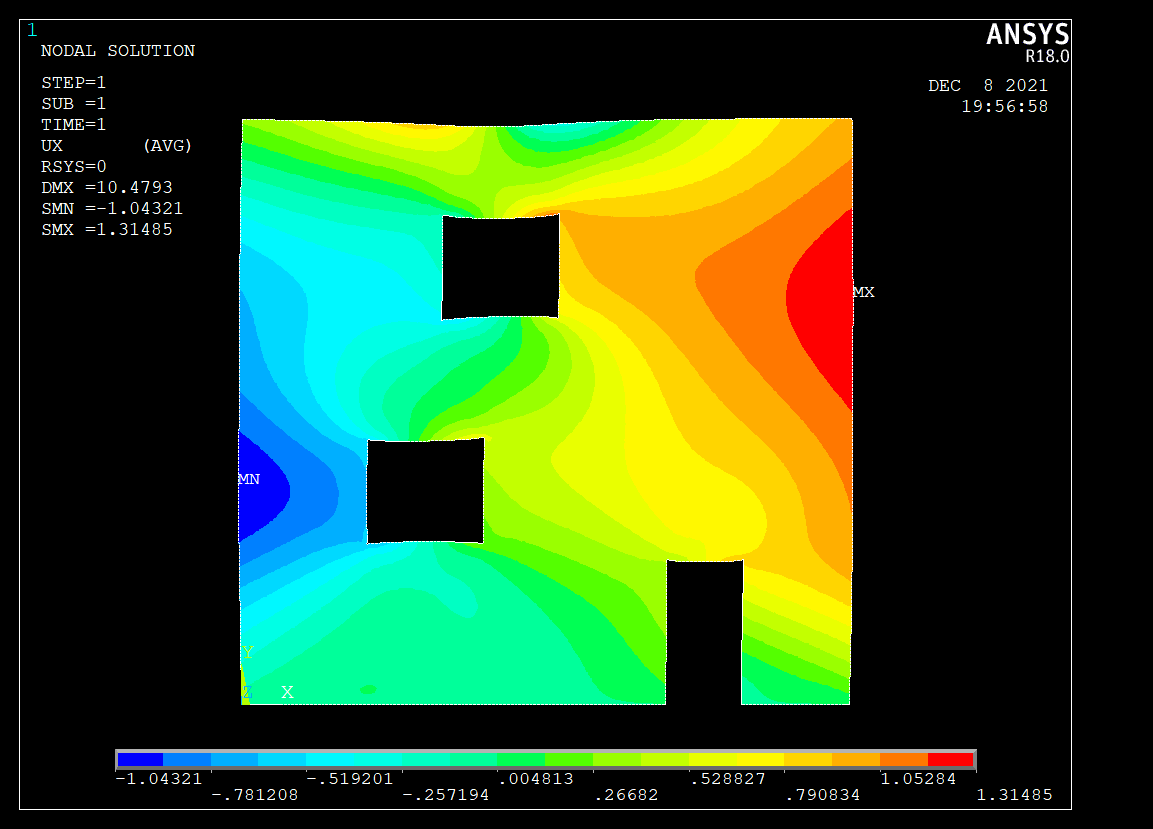 1
ANSYS
R18.0
NODAL SOLUTION
DEC 8 2021
19:56:58
STEP=1
SUB =1
TIME=1
UX (AVG)
RSYS=0
DMX =10.4793
SMN =-1.04321
SMX =1.31485
MX
MN
Y
Z X
-1.04321 -.519201 .004813 .528827 1.05284
-.781208 -.257194 .26682 .790834 1.31485